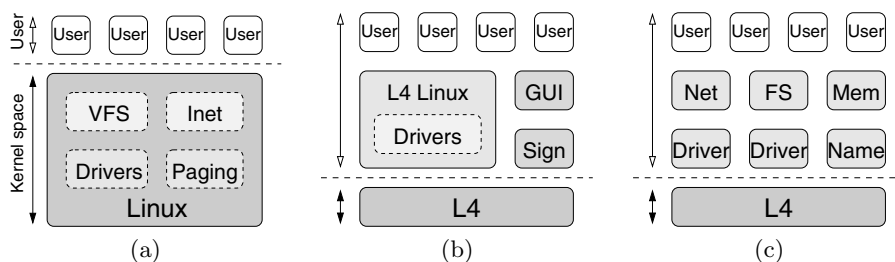 User
User User User User
Kernel space
VFS Inet
Drivers Paging
Linux
(a)
User User User User
L4 Linux
Drivers
GUI
Sign
L4
(b)
User User User User
Net FS Mem
Driver Driver Name
L4
(c)